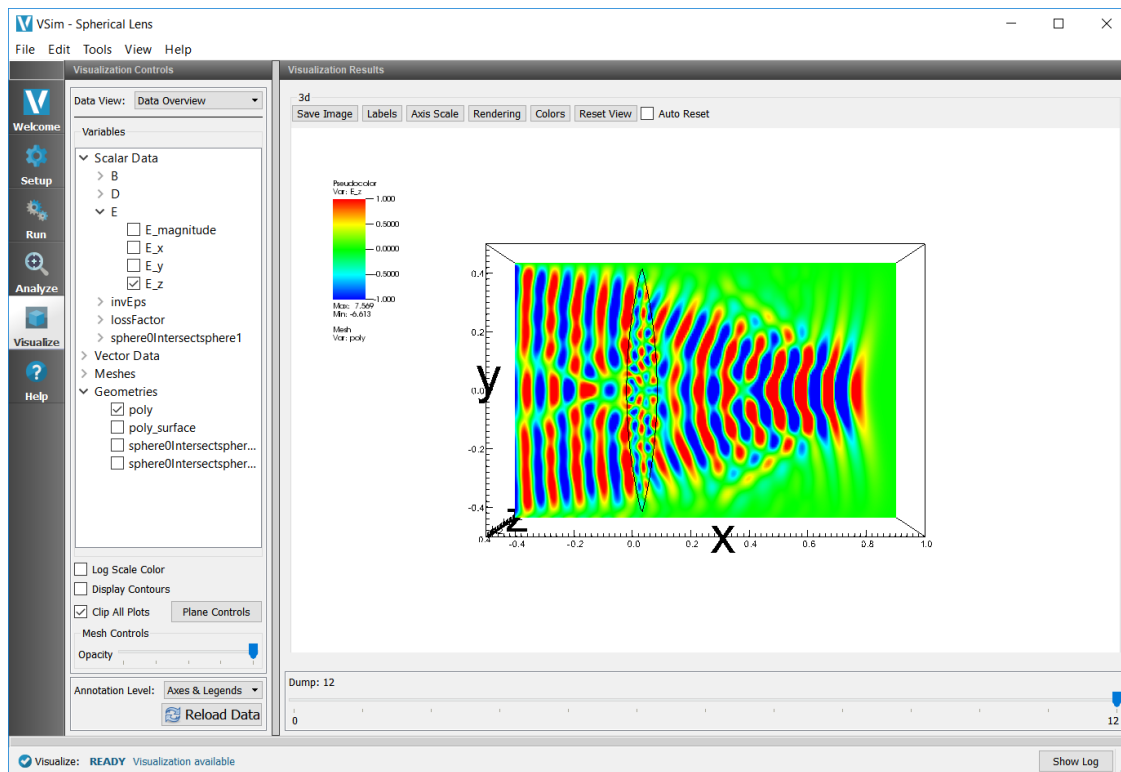 VSim - Spherical Lens
File Edit Tools View Help
Visualization Controls
Visualization Results
Welcome
Setup
Run
Analyze
Visualize
Help
Data View: Data Overview
Variables
Scalar Data
B
D
E
E_magnitude
E_x
E_y
E_z
invEps
lossFactor
sphere0Intersectsphere1
Vector Data
Meshes
Geometries
poly
poly_surface
sphere0Intersectspher...
sphere0Intersectspher...
Log Scale Color
Display Contours
Clip All Plots Plane Controls
Mesh Controls
Opacity
Annotation Level: Axes & Legends
Reload Data
3d
Save Image Labels Axis Scale Rendering Colors Reset View Auto Reset
Pseudocolor
Var: E_z
1.000
0.5000
0.0000
-0.5000
-1.000
Max: 7.569
Min: -6.613
Mesh
Var: poly
0.4
0.2
y
0.0
-0.2
-0.4
z
-0.4 -0.2 0.0 0.2 0.4 0.6 0.8 1.0
X
Dump: 12
0 12
Visualize: READY Visualization available
Show Log